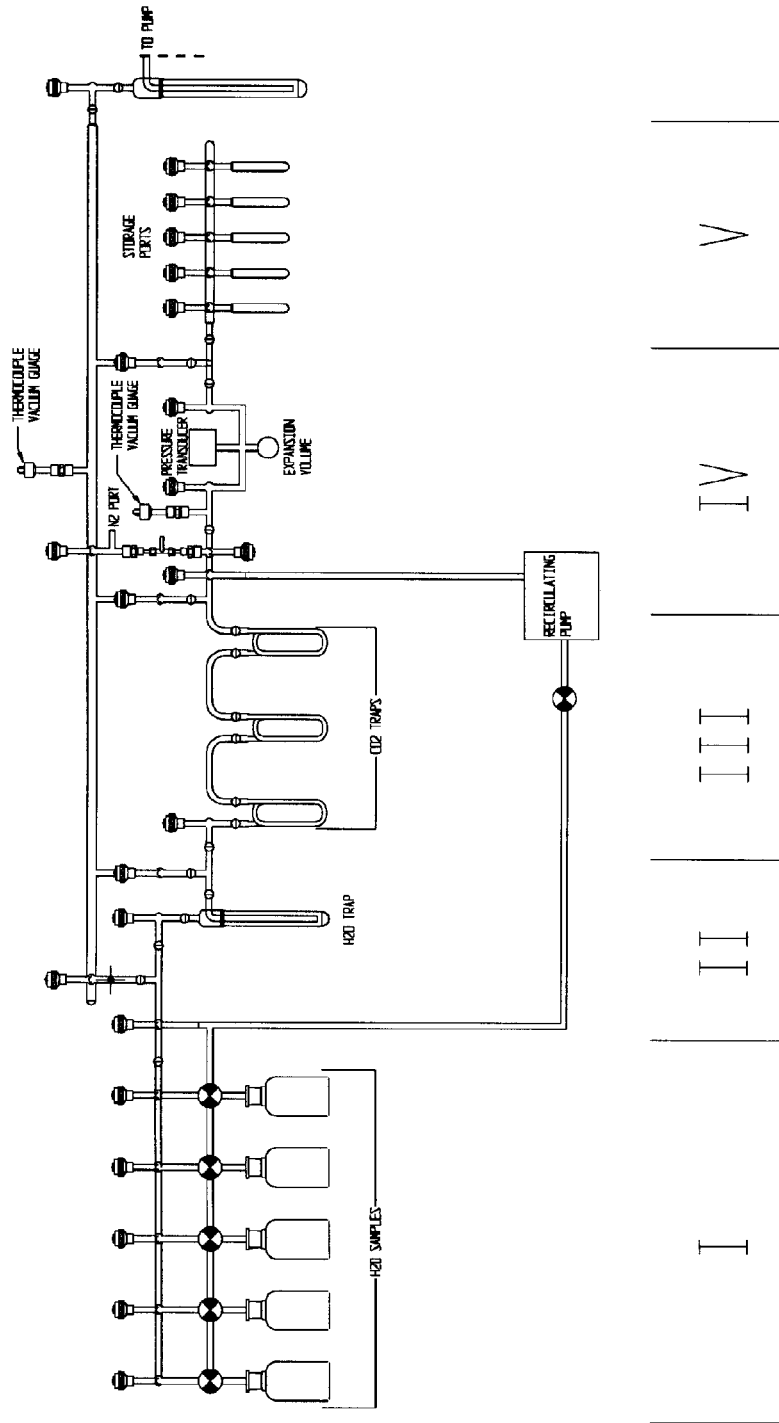 TO PUMP
THERMOCOUPLE
VACUUM GUAGE
STORAGE
PORTS
THERMOCOUPLE
VACUUM GUAGE
N2 PORT
PRESSURE
TRANSDUCER
EXPANSION
VOLUME
RECIRCULATING
PUMP
CO2 TRAPS
H2O TRAP
H2O SAMPLES
I
II
III
IV
V